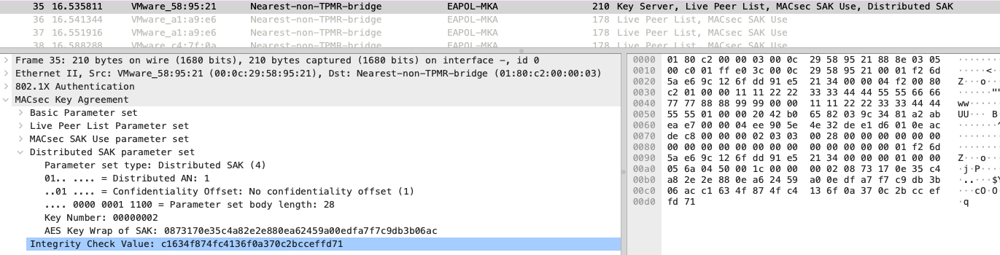 35 16.535811 VMware_58:95:21 Nearest-non-TPMR-bridge EAPOL-MKA 210 Key Server, Live Peer List, MACsec SAK Use, Distributed SAK
36 16.541344 VMware_a1:a9:e6 Nearest-non-TPMR-bridge EAPOL-MKA 178 Live Peer List, MACsec SAK Use
37 16.551916 VMware_a1:a9:e6 Nearest-non-TPMR-bridge EAPOL-MKA 178 Live Peer List, MACsec SAK Use
38 16.588288 VMware_c4:7f:0a Nearest-non-TPMR-bridge EAPOL-MKA 178 Live Peer List, MACsec SAK Use
Frame 35: 210 bytes on wire (1680 bits), 210 bytes captured (1680 bits) on interface -, id 0
Ethernet II, Src: VMware_58:95:21 (00:0c:29:58:95:21), Dst: Nearest-non-TPMR-bridge (01:80:c2:00:00:03)
802.1X Authentication
MACsec Key Agreement
Basic Parameter set
Live Peer List Parameter set
MACsec SAK Use parameter set
Distributed SAK parameter set
Parameter set type: Distributed SAK (4)
01.. .... = Distributed AN: 1
..01 .... = Confidentiality Offset: No confidentiality offset (1)
.... 0000 0001 1100 = Parameter set body length: 28
Key Number: 00000002
AES Key Wrap of SAK: 0873170e35c4a82e2e880ea62459a00edfa7f7c9db3b06ac
Integrity Check Value: c1634f874fc4136f0a370c2bcceffd71
0000 01 80 c2 00 00 03 00 0c 29 58 95 21 88 8e 03 05 ········
0010 00 c0 01 ff e0 3c 00 0c 29 58 95 21 00 01 f2 6d ·····<··
0020 5a e6 9c 12 6f dd 91 e5 21 34 00 00 04 f2 00 80 Z···o···
0030 c2 01 00 00 11 11 22 22 33 33 44 44 55 55 66 66 ······""
0040 77 77 88 88 99 99 00 00 11 11 22 22 33 33 44 44 ww······
0050 55 55 01 00 00 20 42 b0 65 82 03 9c 34 81 a2 ab UU··· B·
0060 ea e7 00 00 04 ee 90 5e 4e 32 de e1 d6 01 0e ac ·······^
0070 de c8 00 00 00 02 03 03 00 28 00 00 00 00 00 00 ········
0080 00 00 00 00 00 00 00 00 00 00 00 00 00 01 f2 6d ········
0090 5a e6 9c 12 6f dd 91 e5 21 34 00 00 00 01 00 00 Z···o···
00a0 05 6a 04 50 00 1c 00 00 00 02 08 73 17 0e 35 c4 ·j·P····
00b0 a8 2e 2e 88 0e a6 24 59 a0 0e df a7 f7 c9 db 3b ·..···$Y
00c0 06 ac c1 63 4f 87 4f c4 13 6f 0a 37 0c 2b cc ef ···cO·O·
00d0 fd 71 ·q